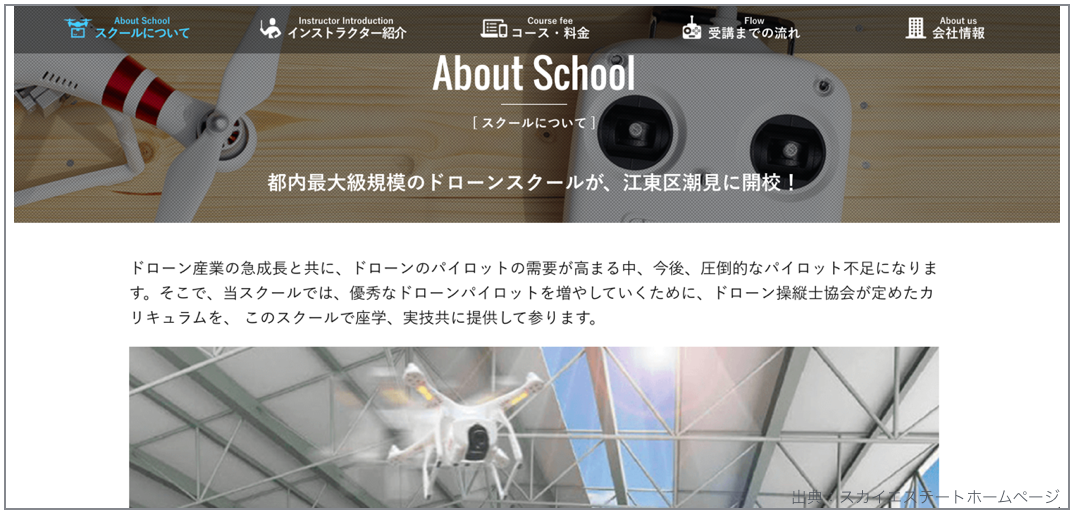 About School
スクールについて
Instructor Introduction
インストラクター紹介
Course fee
コース・料金
Flow
受講までの流れ
About us
会社情報
About School
[ スクールについて ]
都内最大級規模のドローンスクールが、江東区潮見に開校！
ドローン産業の急成長と共に、ドローンのパイロットの需要が高まる中、今後、圧倒的なパイロット不足になりま
す。そこで、当スクールでは、優秀なドローンパイロットを増やしていくために、ドローン操縦士協会が定めたカ
リキュラムを、 このスクールで座学、実技共に提供して参ります。
出典：スカイエステートホームページ